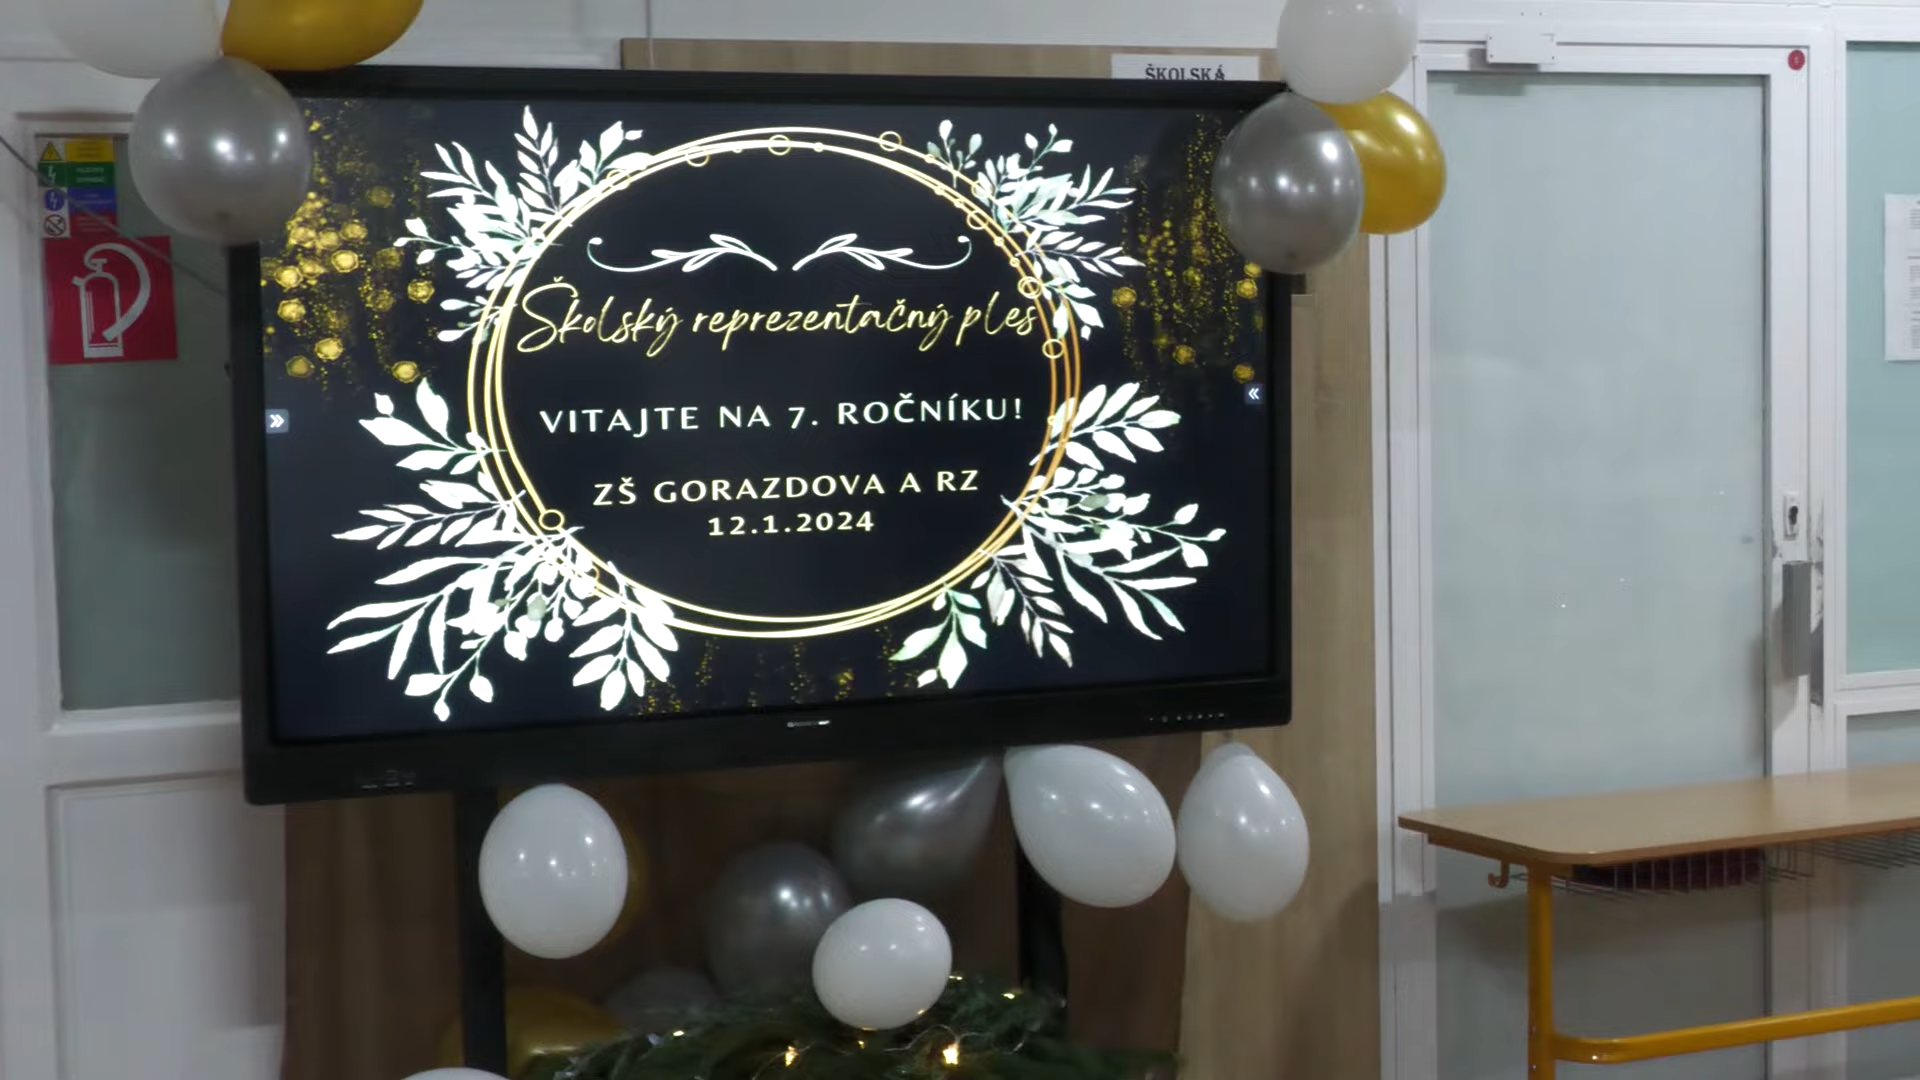 ŠKOLSKÁ
Školský reprezentačný ples
VITAJTE NA 7. ROČNÍKU!
ZŠ GORAZDOVA A RZ
12.1.2024